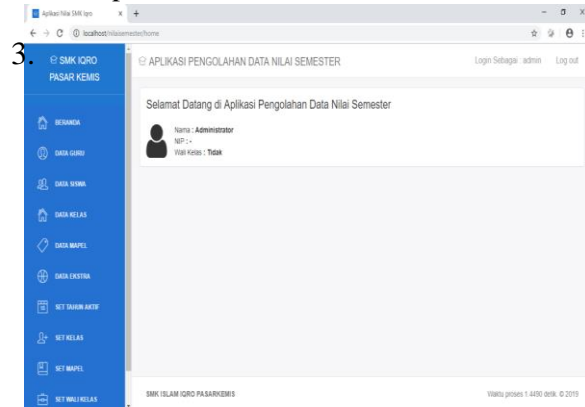 Aplikasi Nilai SMK Iqro
localhost/nilaisemester/home
3.
SMK IQRO
PASAR KEMIS
APLIKASI PENGOLAHAN DATA NILAI SEMESTER
Login Sebagai : admin
Log out
Selamat Datang di Aplikasi Pengolahan Data Nilai Semester
Nama : Administrator
NIP : -
Wali Kelas : Tidak
BERANDA
DATA GURU
DATA SISWA
DATA KELAS
DATA MAPEL
DATA EKSTRA
SET TAHUN AKTIF
SET KELAS
SET MAPEL
SET WALI KELAS
SMK ISLAM IQRO PASARKEMIS
Waktu proses 1.4490 detik. © 2019